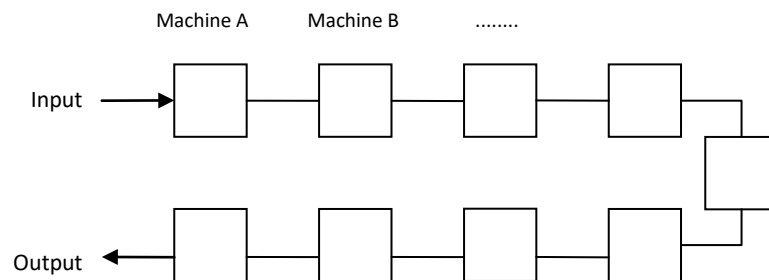 Machine A Machine B ........
Input
Output